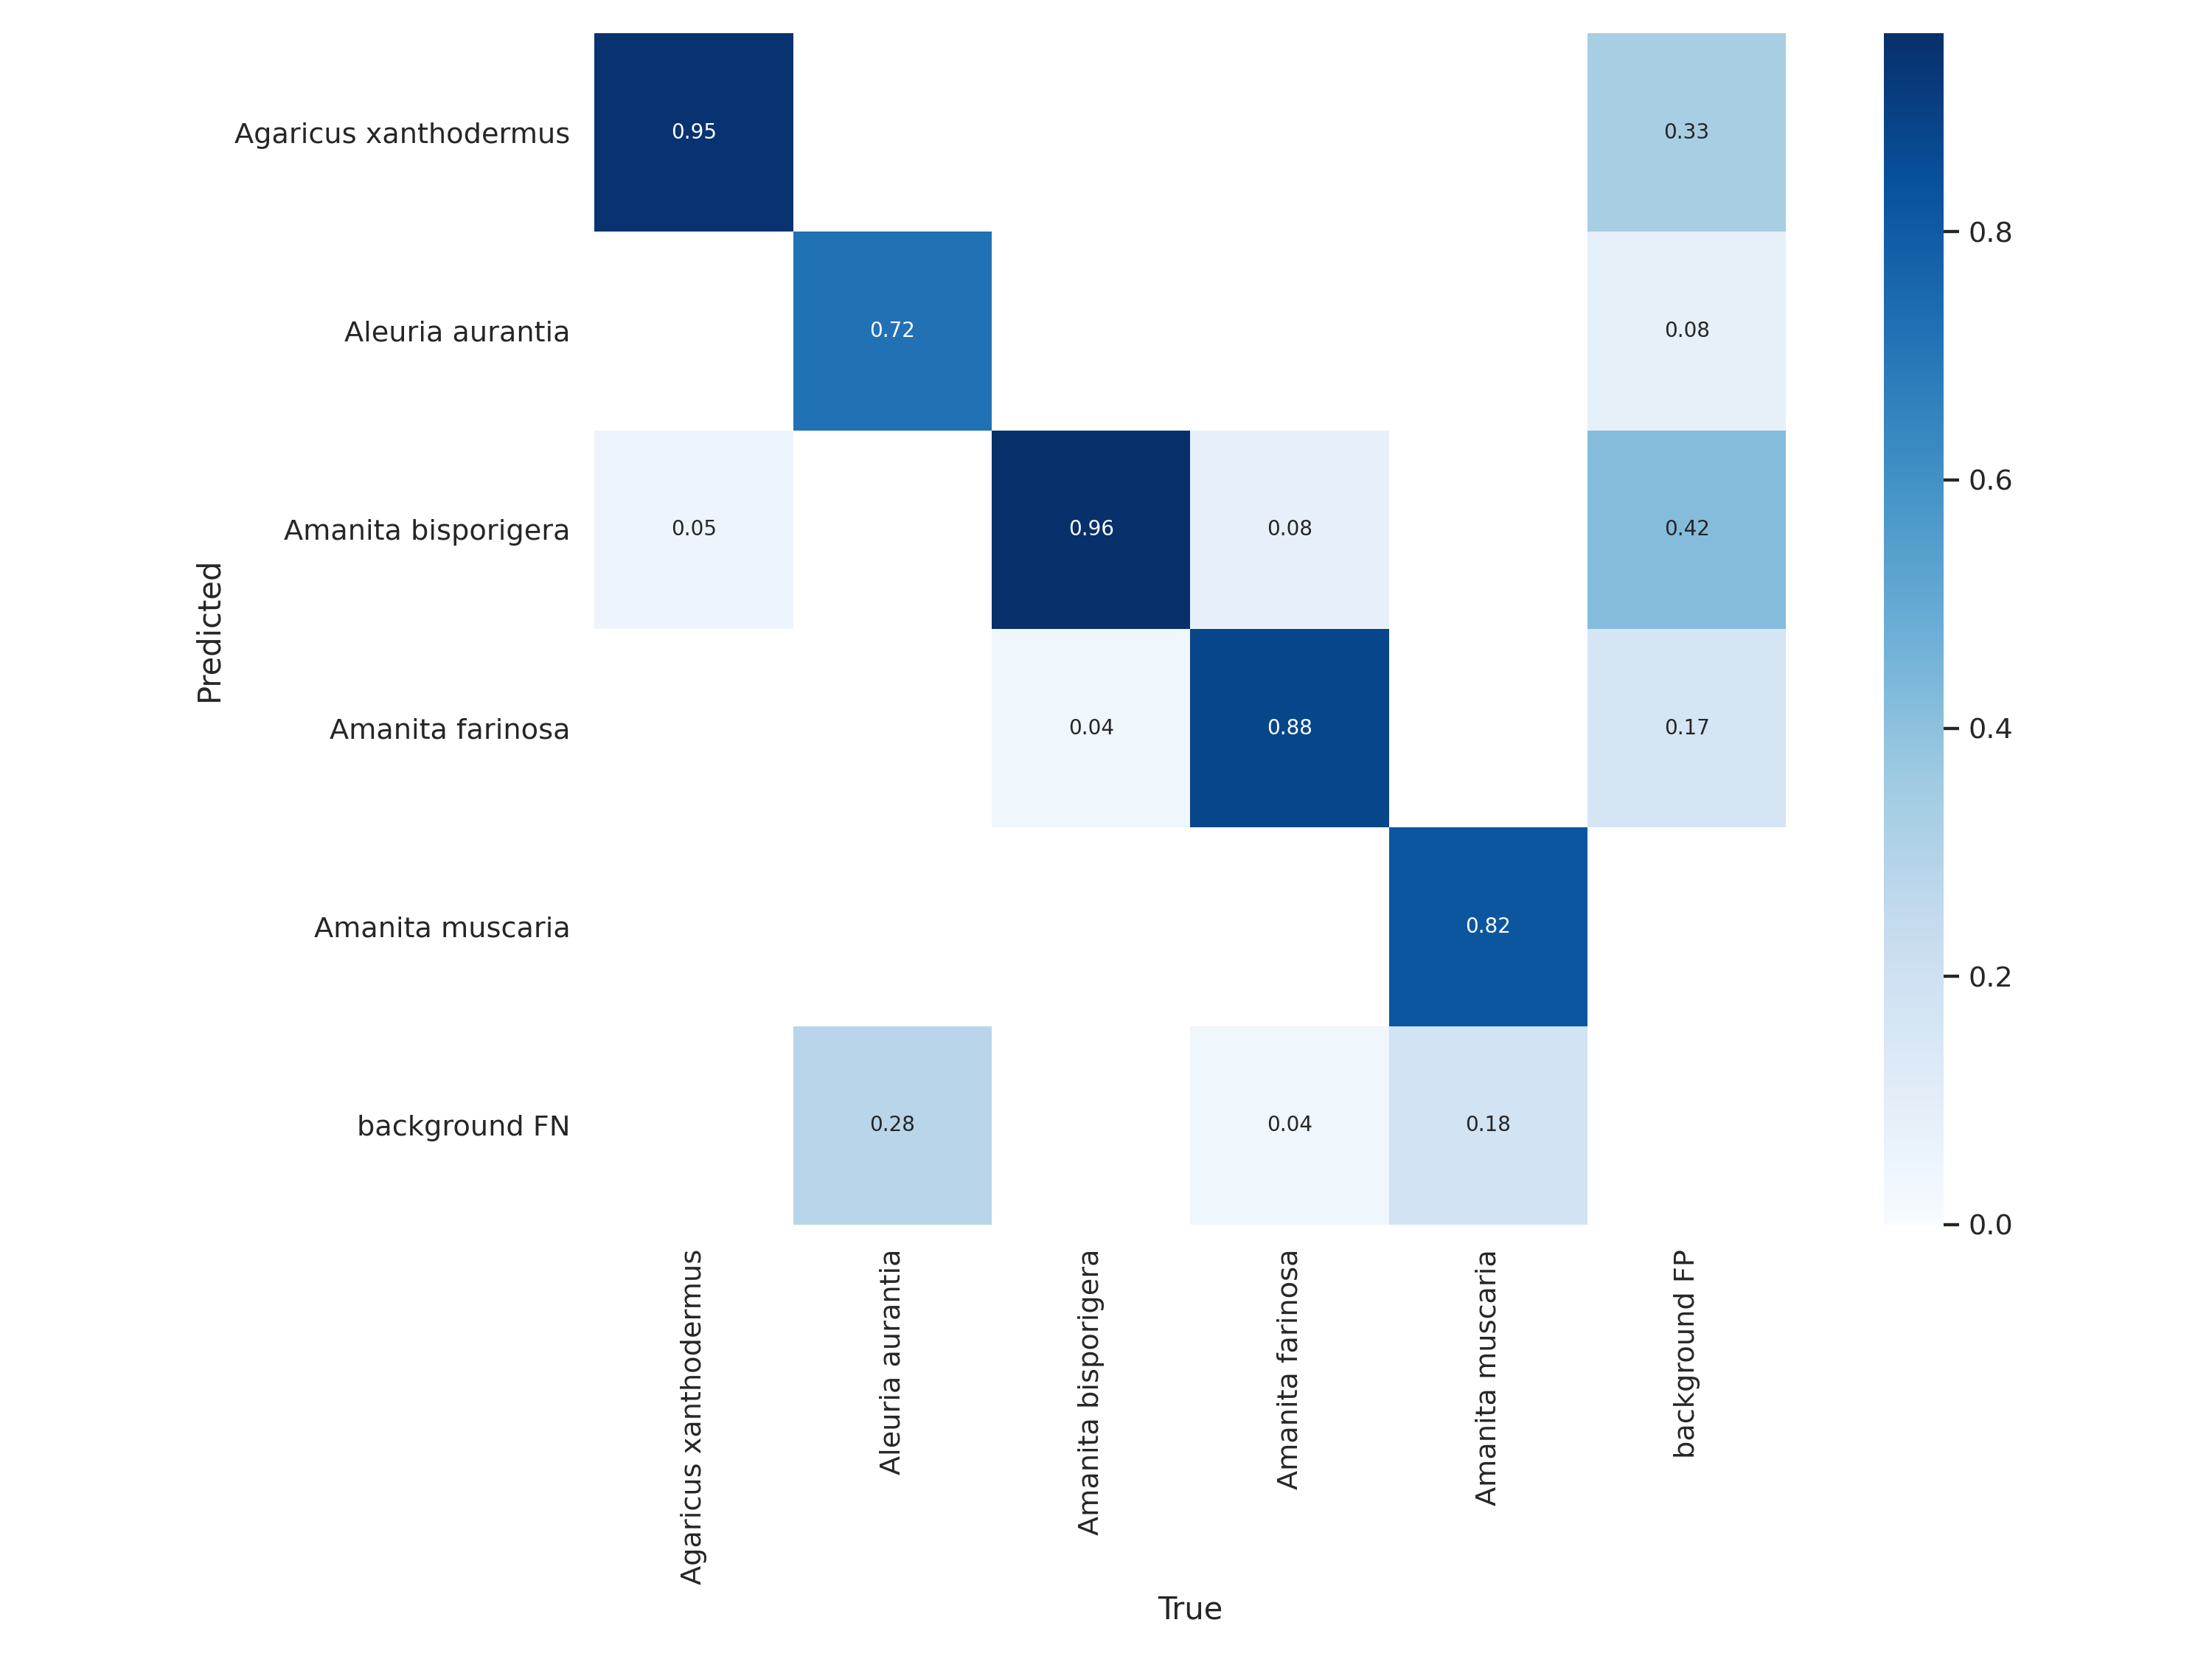 Agaricus xanthodermus 0.95 0.33
Aleuria aurantia 0.72 0.08
Amanita bisporigera 0.05 0.96 0.08 0.42
Amanita farinosa 0.04 0.88 0.17
Amanita muscaria 0.82
background FN 0.28 0.04 0.18
Predicted
Agaricus xanthodermus
Aleuria aurantia
Amanita bisporigera
Amanita farinosa
Amanita muscaria
background FP
True
0.8
0.6
0.4
0.2
0.0